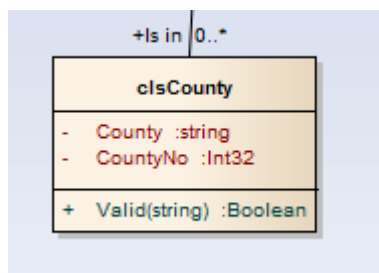 +Is in 0..*
clsCounty
- County :string
- CountyNo :Int32
+ Valid(string) :Boolean